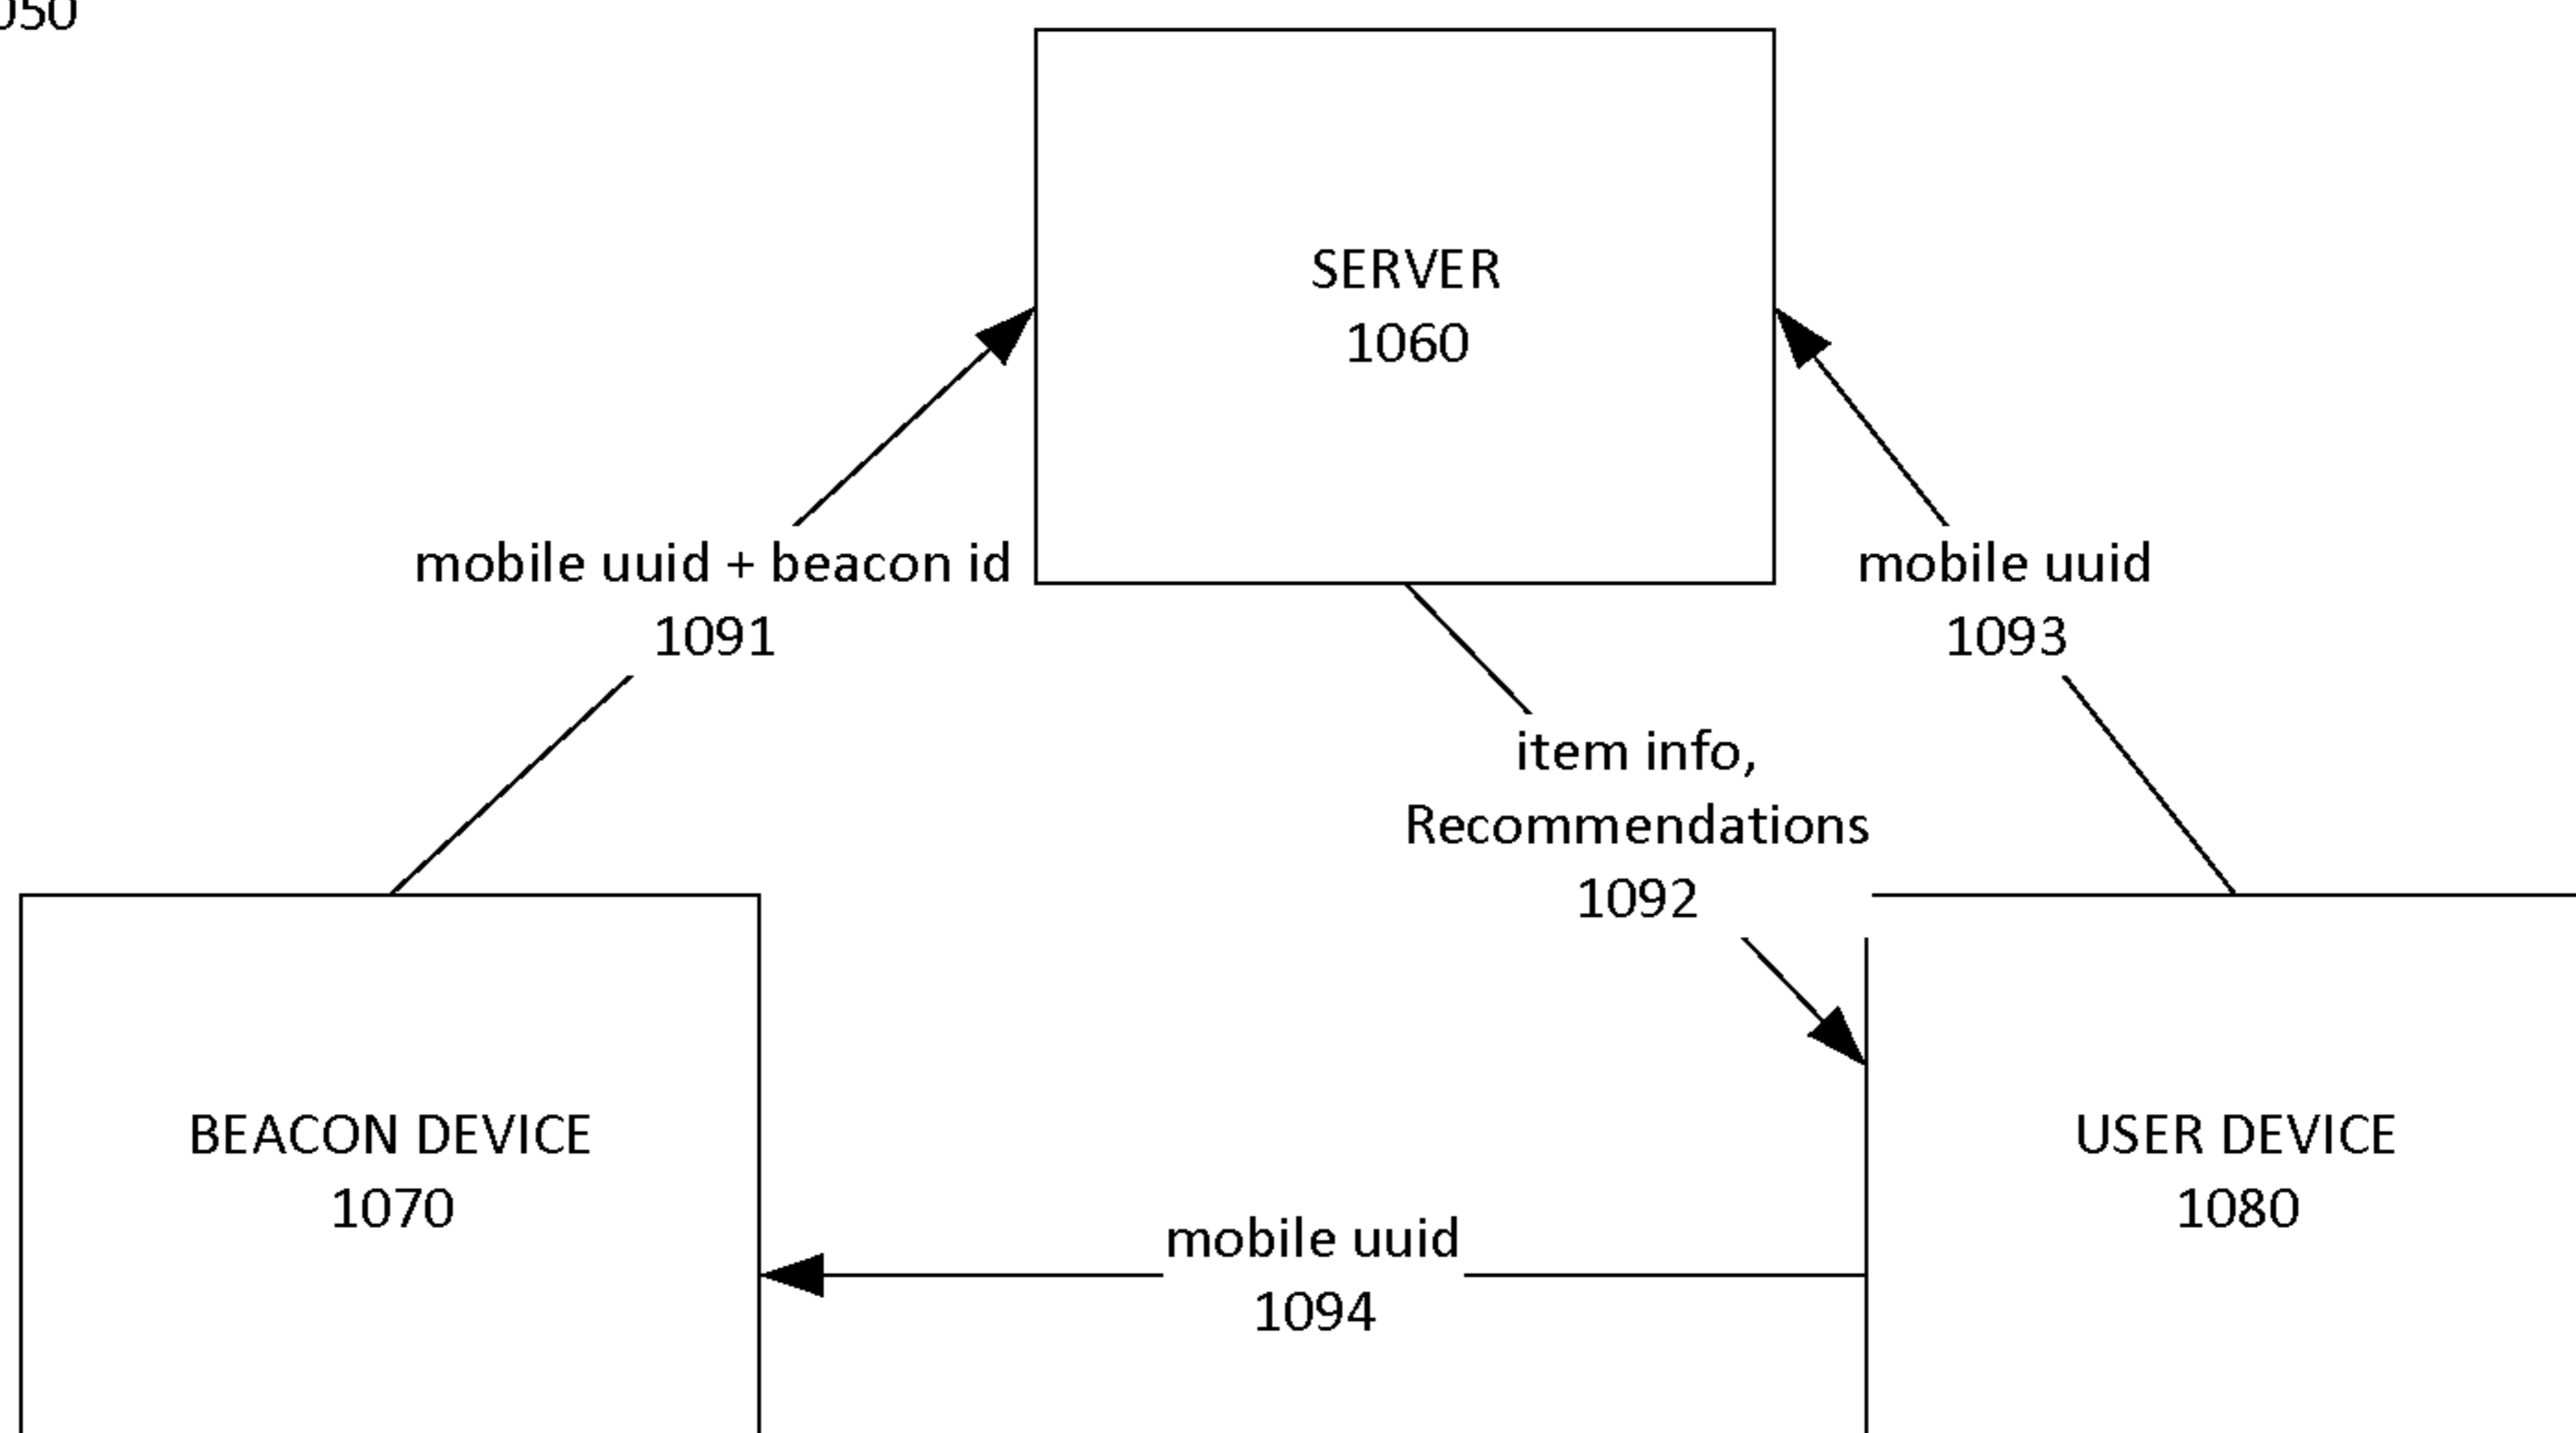 050
SERVER
1060
mobile uuid + beacon id
1091
mobile uuid
1093
item info,
Recommendations
1092
BEACON DEVICE
1070
USER DEVICE
1080
mobile uuid
1094